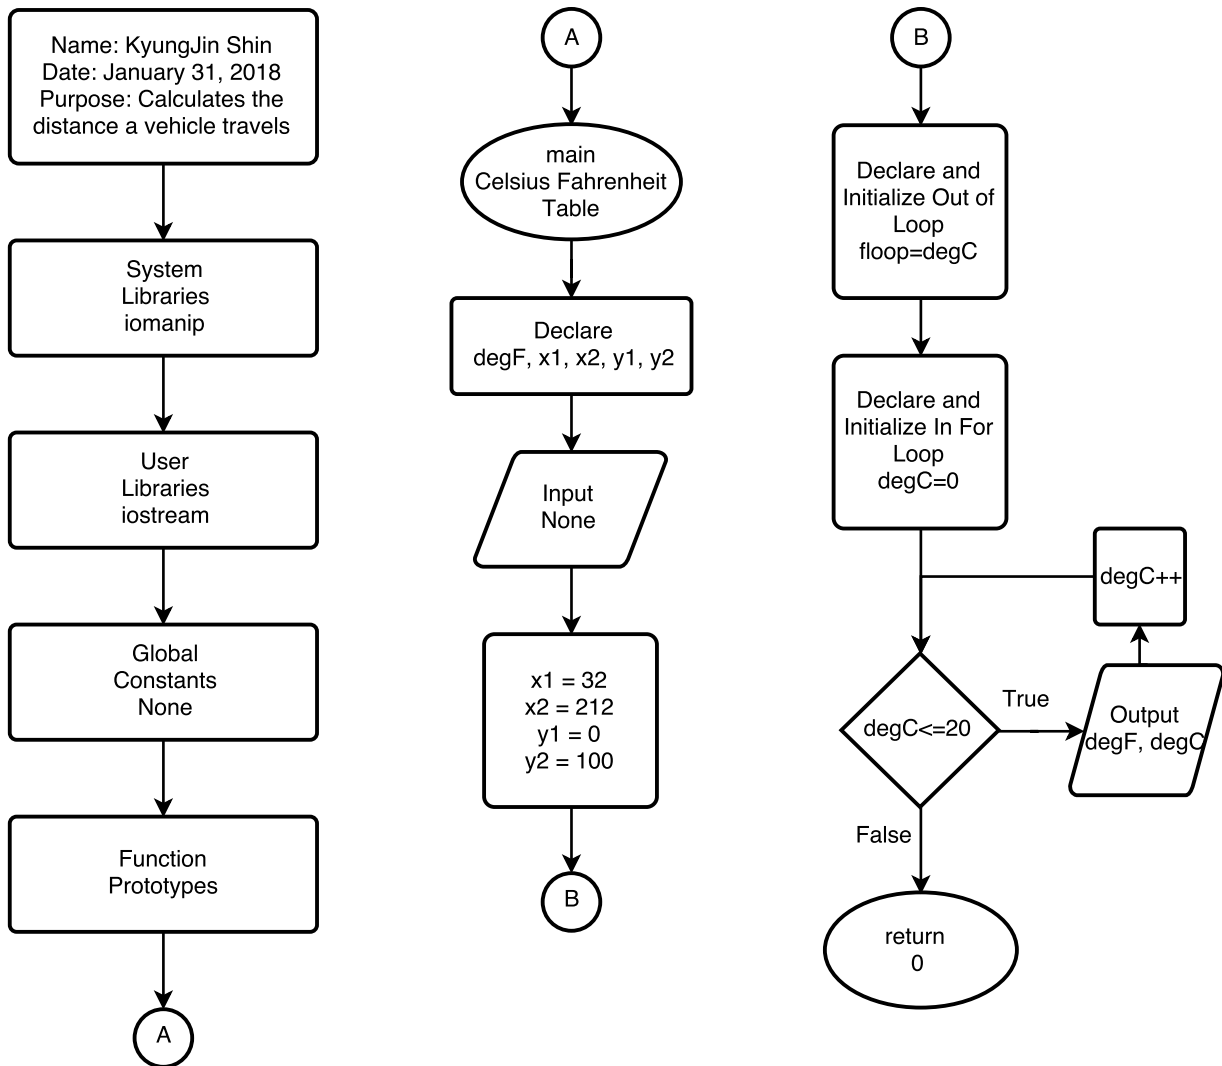 Name: KyungJin Shin
Date: January 31, 2018
Purpose: Calculates the
distance a vehicle travels
System
Libraries
iomanip
User
Libraries
iostream
Global
Constants
None
Function
Prototypes
A
A
main
Celsius Fahrenheit
Table
Declare
degF, x1, x2, y1, y2
Input
None
x1 = 32
x2 = 212
y1 = 0
y2 = 100
B
B
Declare and
Initialize Out of
Loop
floop=degC
Declare and
Initialize In For
Loop
degC=0
degC++
degC<=20
True
Output
degF, degC
False
return
0